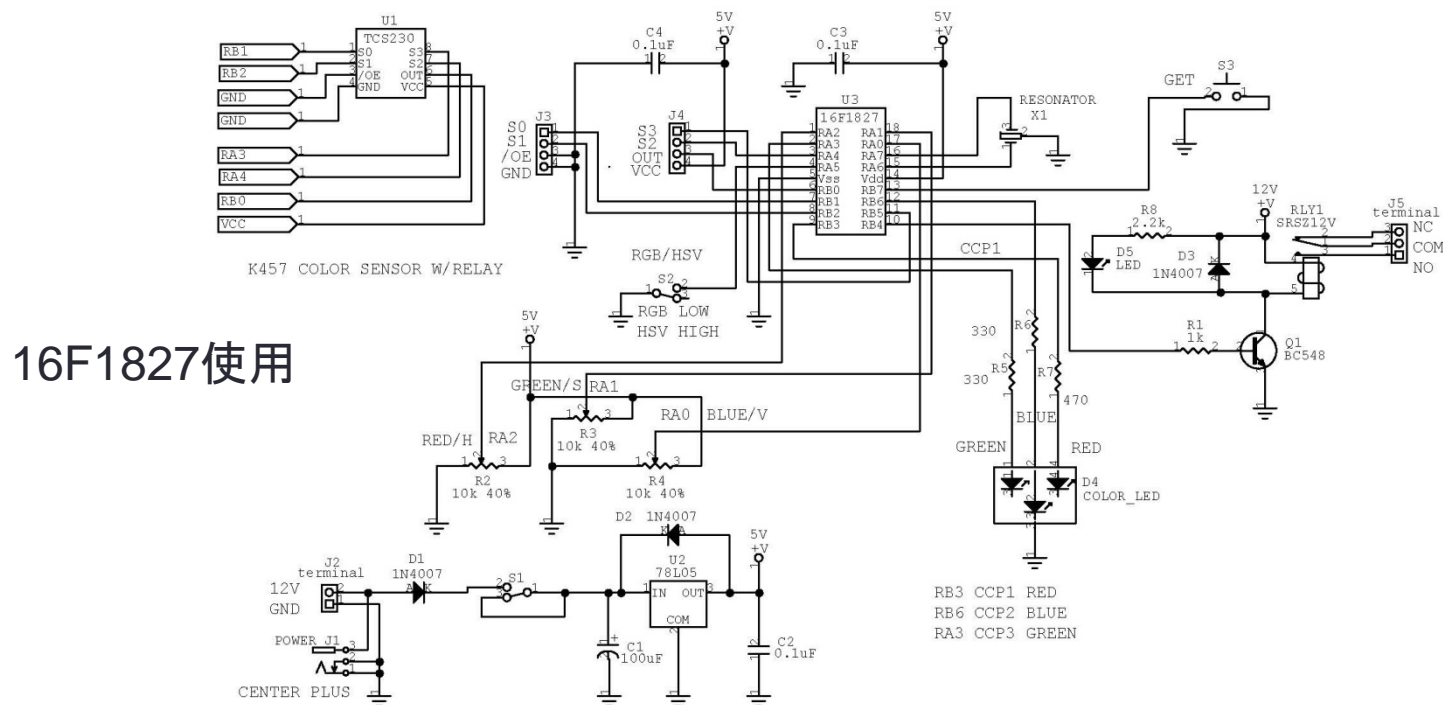 U1
TCS230
RB1
RB2
GND
GND
RA3
RA4
RB0
VCC
1 S0 S3 8
2 S1 S2 7
3 /OE OUT 6
4 GND VCC 5
K457 COLOR SENSOR W/RELAY
16F1827使用
C4
0.1uF
5V
+V
C3
0.1uF
5V
+V
J3
S0
S1
/OE
GND
J4
S3
S2
OUT
VCC
U3
16F1827
RA2 RA1
RA3 RA0
RA4 RA7
RA5 RA6
Vss Vdd
RB0 RB7
RB1 RB6
RB2 RB5
RB3 RB4
RESONATOR
X1
GET
S3
RGB/HSV
S2
RGB LOW
HSV HIGH
CCP1
12V
+V
R8
2.2k
D5
LED
D3
1N4007
RLY1
SRSZ12V
J5
terminal
NC
COM
NO
R1
1k
Q1
BC548
330
R6
R5
330
R7
470
BLUE
GREEN
RED
D4
COLOR_LED
5V
+V
GREEN/S
RA1
R3
10k 40%
RA0
BLUE/V
RED/H
RA2
R2
10k 40%
R4
10k 40%
D2 1N4007
K A
J2
terminal
12V
GND
D1
1N4007
A K
S1
U2
78L05
IN OUT
COM
5V
+V
POWER J1
CENTER PLUS
C1
100uF
C2
0.1uF
RB3 CCP1 RED
RB6 CCP2 BLUE
RA3 CCP3 GREEN